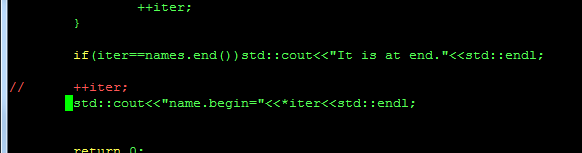 ++iter;
}
if(iter==names.end())std::cout<<"It is at end."<<std::endl;
// ++iter;
std::cout<<"name.begin="<<*iter<<std::endl;
return 0;